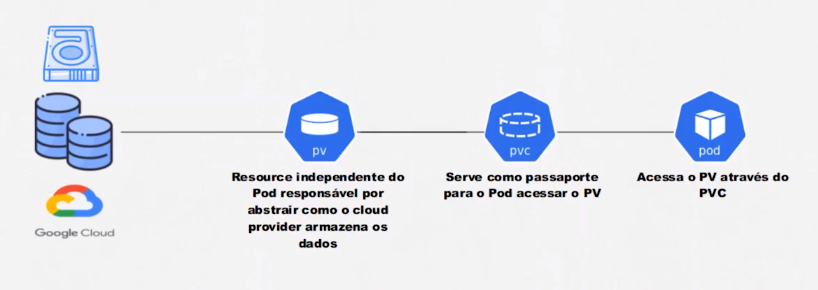 pv
pvc
pod
Resource independente do
Pod responsável por
abstrair como o cloud
provider armazena os
dados
Serve como passaporte
para o Pod acessar o PV
Acessa o PV através do
PVC
Google Cloud